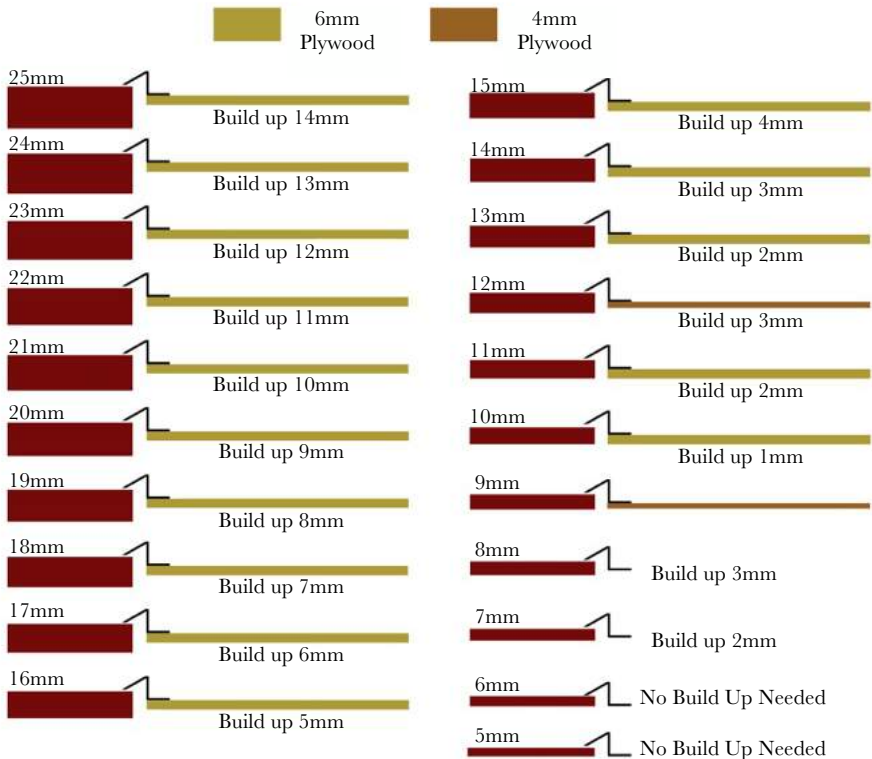 6mm
Plywood
4mm
Plywood
25mm
Build up 14mm
24mm
Build up 13mm
23mm
Build up 12mm
22mm
Build up 11mm
21mm
Build up 10mm
20mm
Build up 9mm
19mm
Build up 8mm
18mm
Build up 7mm
17mm
Build up 6mm
16mm
Build up 5mm
15mm
Build up 4mm
14mm
Build up 3mm
13mm
Build up 2mm
12mm
Build up 3mm
11mm
Build up 2mm
10mm
Build up 1mm
9mm
8mm
Build up 3mm
7mm
Build up 2mm
6mm
No Build Up Needed
5mm
No Build Up Needed